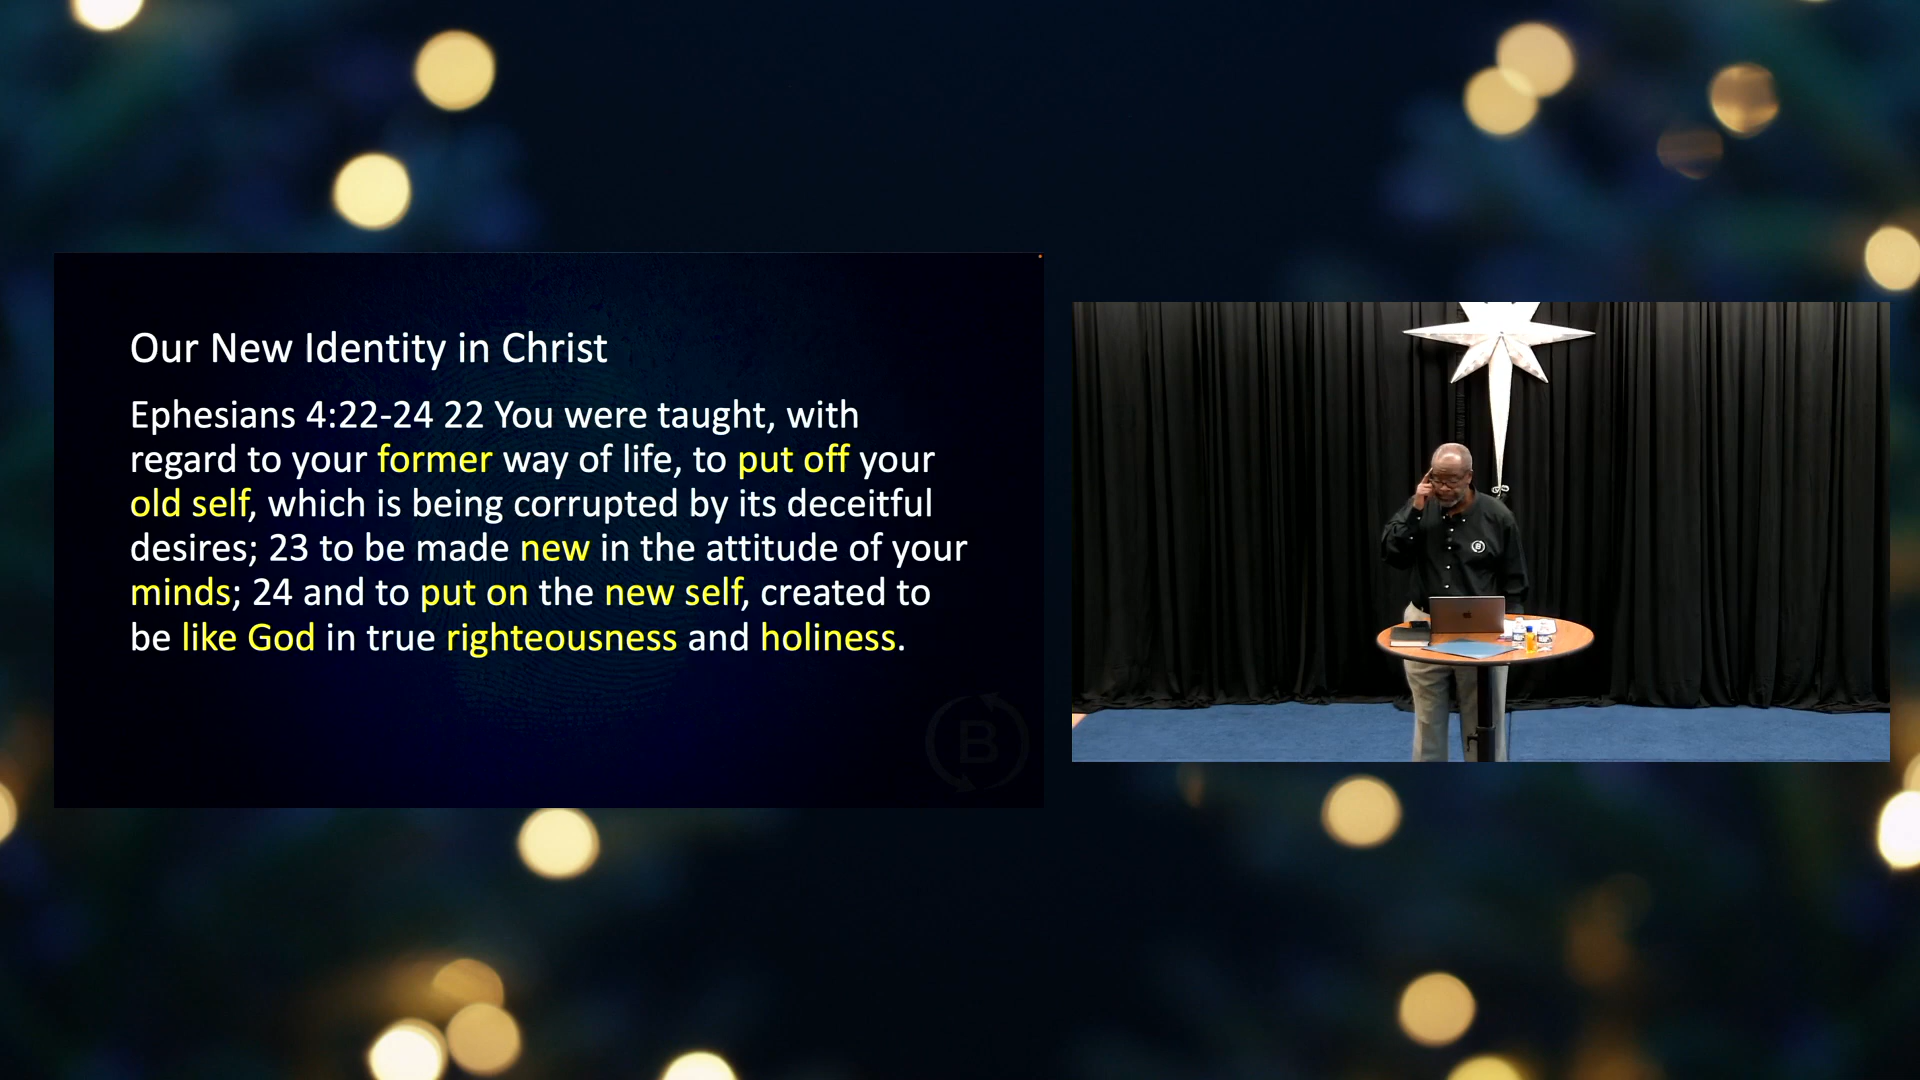 Our New Identity in Christ
Ephesians 4:22-24 22 You were taught, with
regard to your former way of life, to put off your
old self, which is being corrupted by its deceitful
desires; 23 to be made new in the attitude of your
minds; 24 and to put on the new self, created to
be like God in true righteousness and holiness.
B
B